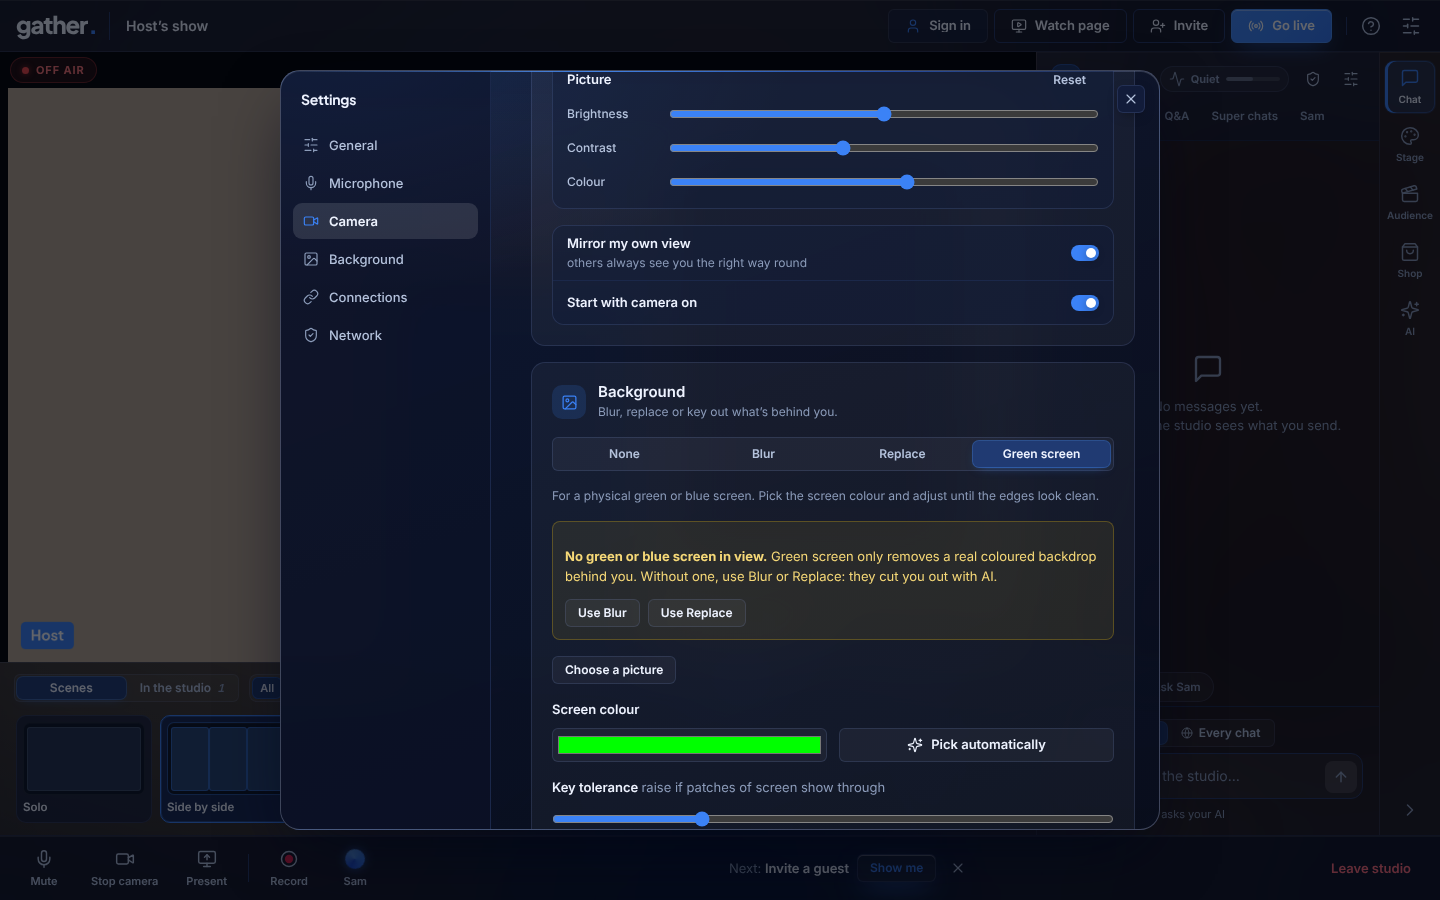 gather.
Host's show
Sign in
Watch page
Invite
Go live
OFF AIR
Settings
General
Microphone
Camera
Background
Connections
Network
Picture
Reset
Brightness
Contrast
Colour
Mirror my own view
others always see you the right way round
Start with camera on
Background
Blur, replace or key out what's behind you.
None
Blur
Replace
Green screen
For a physical green or blue screen. Pick the screen colour and adjust until the edges look clean.
No green or blue screen in view. Green screen only removes a real coloured backdrop
behind you. Without one, use Blur or Replace: they cut you out with AI.
Use Blur
Use Replace
Choose a picture
Screen colour
Pick automatically
Key tolerance raise if patches of screen show through
Quiet
Q&A
Super chats
Sam
messages yet.
studio sees what you send.
Sam
Every chat
the studio...
asks your AI
Chat
Stage
Audience
Shop
AI
Host
Scenes
In the studio 1
All
Solo
Side by side
Mute
Stop camera
Present
Record
Sam
Next: Invite a guest
Show me
Leave studio